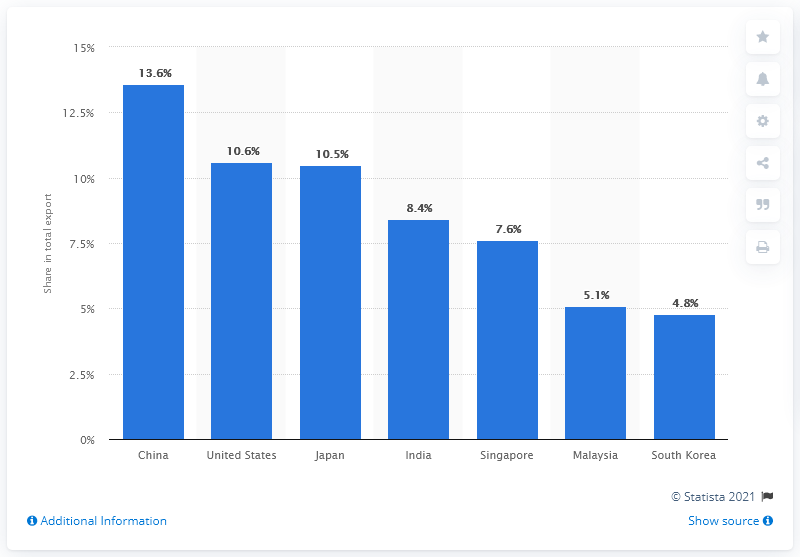 15%
12.5%
10%
7.5%
5%
2.5%
0%
Share in total export
13.6%
10.6%
10.5%
8.4%
7.6%
5.1%
4.8%
China
United States
Japan
India
Singapore
Malaysia
South Korea
© Statista 2021
Additional Information
Show source